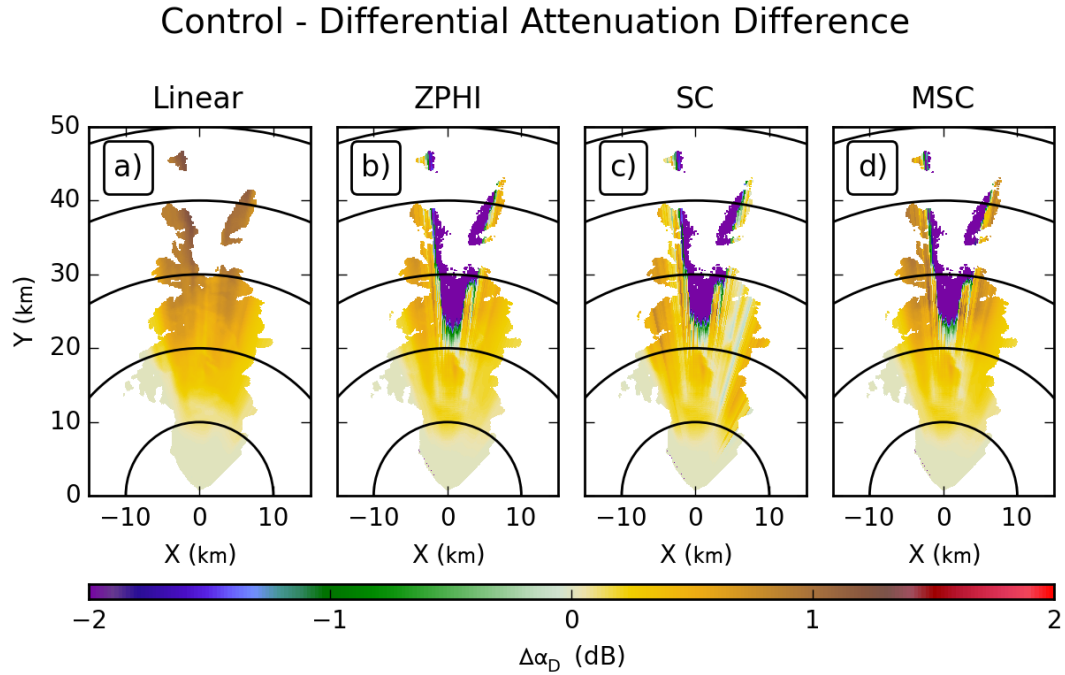 Control - Differential Attenuation Difference
Linear ZPHI SC MSC
a) b) c) d)
50
40
30
20
10
0
Y (km)
−10 0 10 −10 0 10 −10 0 10 −10 0 10
X (km) X (km) X (km) X (km)
−2 −1 0 1 2
Δα_D (dB)